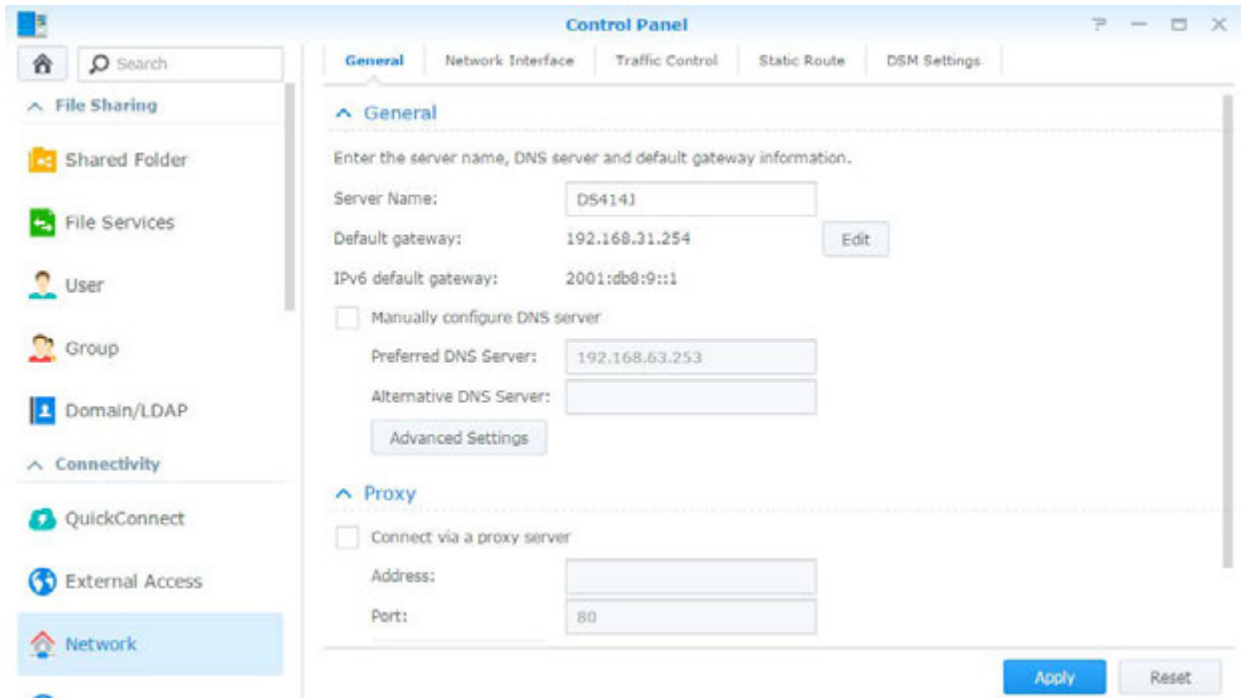 Control Panel
Search
File Sharing
Shared Folder
File Services
User
Group
Domain/LDAP
Connectivity
QuickConnect
External Access
Network
General Network Interface Traffic Control Static Route DSM Settings
General
Enter the server name, DNS server and default gateway information.
Server Name: DS414J
Default gateway: 192.168.31.254 Edit
IPv6 default gateway: 2001:db8:9::1
Manually configure DNS server
Preferred DNS Server: 192.168.63.253
Alternative DNS Server:
Advanced Settings
Proxy
Connect via a proxy server
Address:
Port: 80
Apply Reset